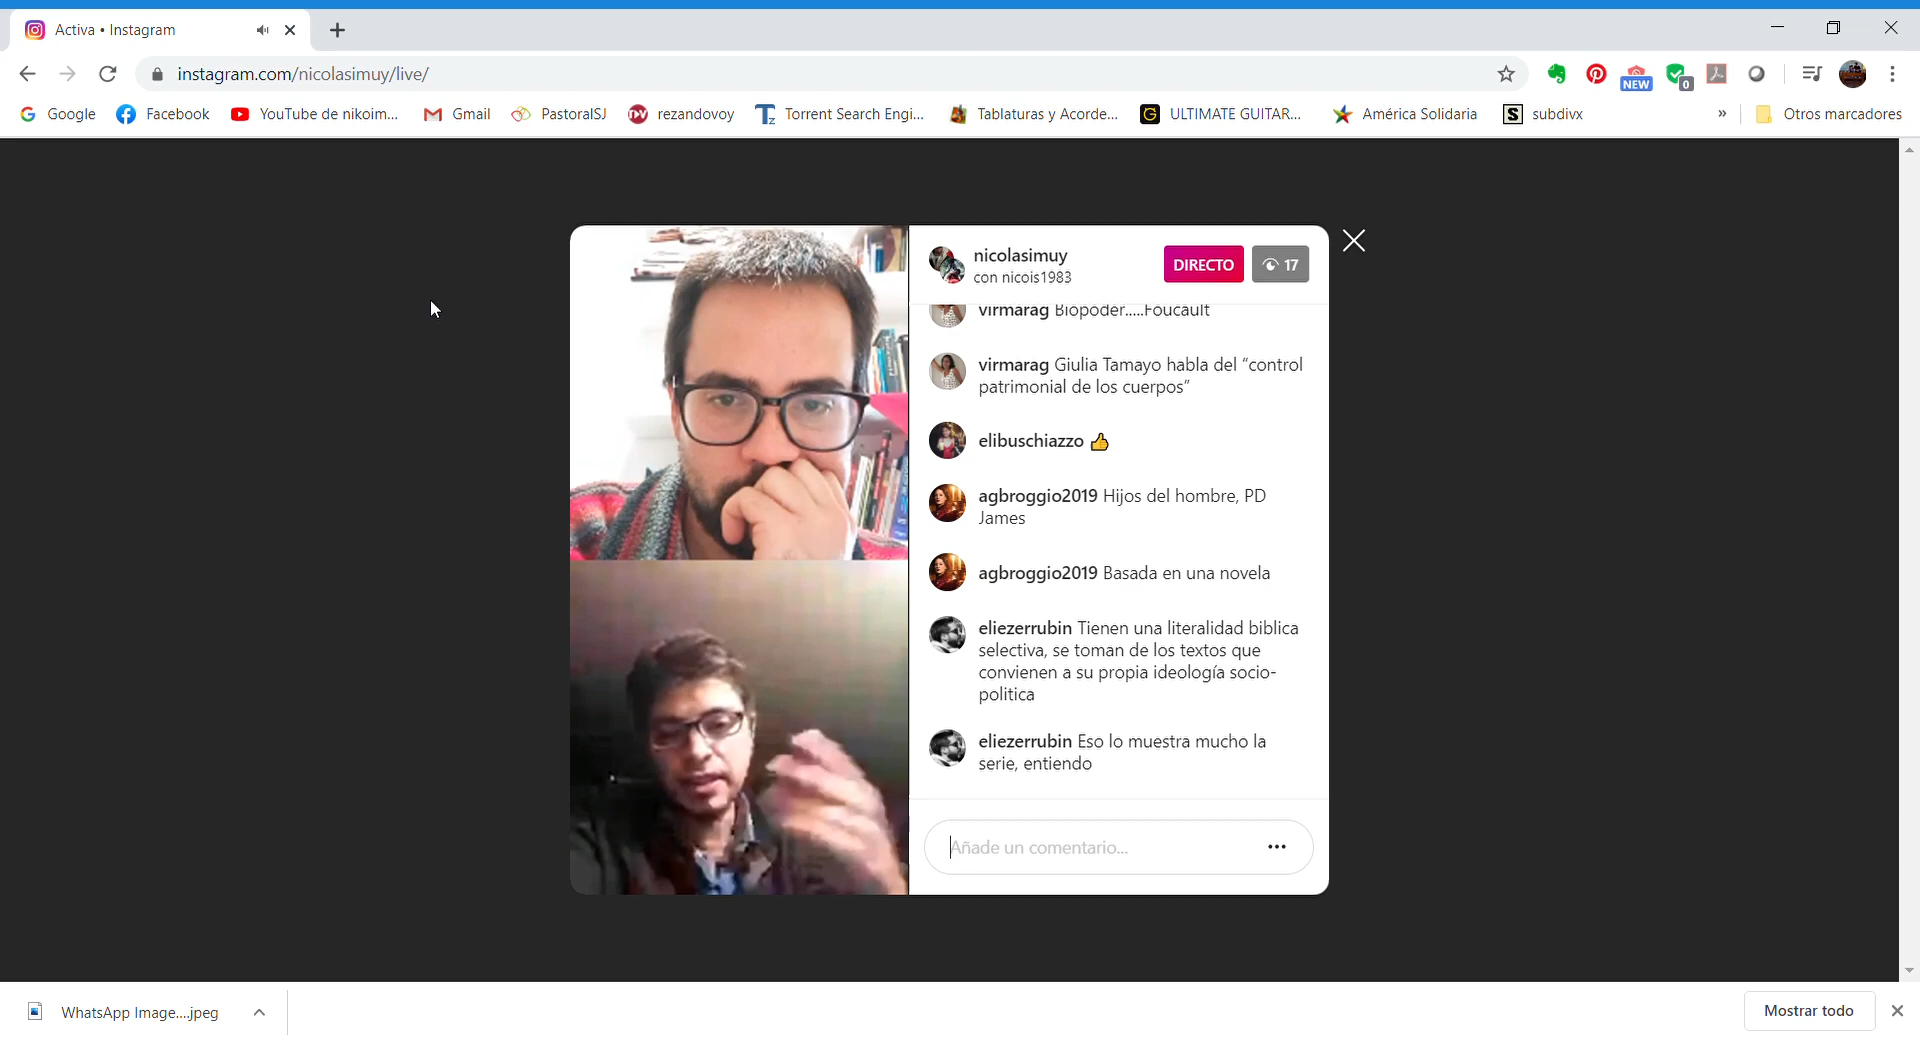 Activa • Instagram
instagram.com/nicolasimuy/live/
NEW
0
Google
Facebook
YouTube de nikoim...
Gmail
PastoralSJ
rezandovoy
Torrent Search Engi...
Tablaturas y Acorde...
ULTIMATE GUITAR...
América Solidaria
subdivx
»
Otros marcadores
nicolasimuy
con nicois1983
DIRECTO
17
virmarag Biopoder.....Foucault
virmarag Giulia Tamayo habla del “control
patrimonial de los cuerpos”
elibuschiazzo 👍
agbroggio2019 Hijos del hombre, PD
James
agbroggio2019 Basada en una novela
eliezerrubin Tienen una literalidad biblica
selectiva, se toman de los textos que
convienen a su propia ideología socio-
politica
eliezerrubin Eso lo muestra mucho la
serie, entiendo
Añade un comentario...
WhatsApp Image....jpeg
Mostrar todo